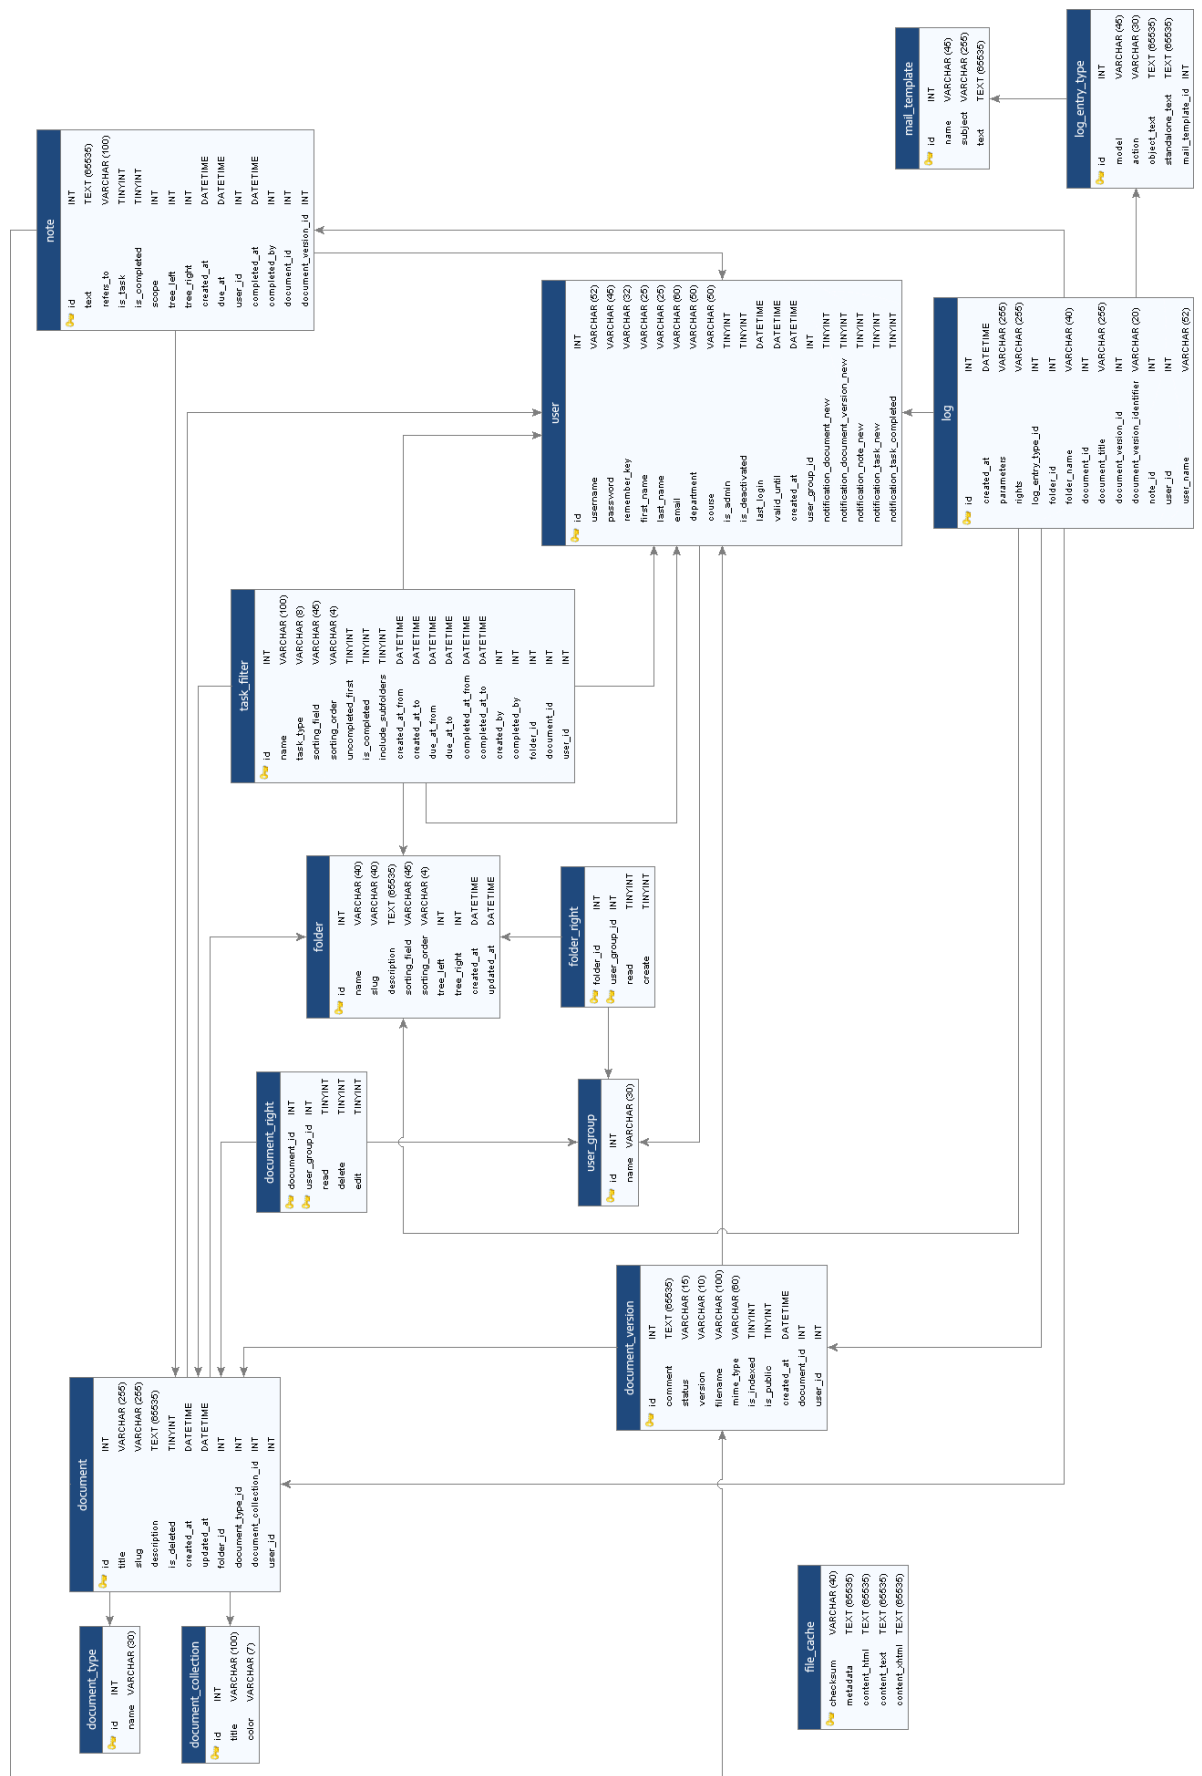 document_type
id INT
name VARCHAR (30)
document_collection
id INT
title VARCHAR (100)
color VARCHAR (7)
document
id INT
title VARCHAR (255)
slug VARCHAR (255)
description TEXT (65535)
is_deleted TINYINT
created_at DATETIME
updated_at DATETIME
folder_id INT
document_type_id INT
document_collection_id INT
user_id INT
note
id INT
text TEXT (65535)
refers_to VARCHAR (100)
is_task TINYINT
is_completed TINYINT
scope INT
tree_left INT
tree_right INT
created_at DATETIME
due_at DATETIME
user_id INT
completed_at DATETIME
completed_by INT
document_id INT
document_version_id INT
document_right
document_id INT
user_group_id INT
read TINYINT
delete TINYINT
edit TINYINT
folder
id INT
name VARCHAR (40)
slug VARCHAR (40)
description TEXT (65535)
sorting_field VARCHAR (45)
sorting_order VARCHAR (4)
tree_left INT
tree_right INT
created_at DATETIME
updated_at DATETIME
task_filter
id INT
name VARCHAR (100)
task_type VARCHAR (8)
sorting_field VARCHAR (45)
sorting_order VARCHAR (4)
uncompleted_first TINYINT
is_completed TINYINT
include_subfolders TINYINT
created_at_from DATETIME
created_at_to DATETIME
due_at_from DATETIME
due_at_to DATETIME
completed_at_from DATETIME
completed_at_to DATETIME
created_by INT
completed_by INT
folder_id INT
document_id INT
user_id INT
document_version
id INT
comment TEXT (65535)
status VARCHAR (15)
version VARCHAR (10)
filename VARCHAR (100)
mime_type VARCHAR (60)
is_indexed TINYINT
is_public TINYINT
created_at DATETIME
document_id INT
user_id INT
user_group
id INT
name VARCHAR (30)
folder_right
folder_id INT
user_group_id INT
read TINYINT
create TINYINT
user
id INT
username VARCHAR (52)
password VARCHAR (45)
remember_key VARCHAR (32)
first_name VARCHAR (25)
last_name VARCHAR (25)
email VARCHAR (60)
department VARCHAR (50)
course VARCHAR (50)
is_admin TINYINT
is_deactivated TINYINT
last_login DATETIME
valid_until DATETIME
created_at DATETIME
user_group_id INT
notification_document_new TINYINT
notification_document_version_new TINYINT
notification_note_new TINYINT
notification_task_new TINYINT
notification_task_completed TINYINT
file_cache
checksum VARCHAR (40)
metadata TEXT (65535)
content_html TEXT (65535)
content_text TEXT (65535)
content_xhtml TEXT (65535)
log
id INT
created_at DATETIME
parameters VARCHAR (255)
rights VARCHAR (255)
log_entry_type_id INT
folder_id INT
folder_name VARCHAR (40)
document_id INT
document_title VARCHAR (255)
document_version_id INT
document_version_identifier VARCHAR (20)
note_id INT
user_id INT
user_name VARCHAR (52)
mail_template
id INT
name VARCHAR (45)
subject VARCHAR (255)
text TEXT (65535)
log_entry_type
id INT
model VARCHAR (45)
action VARCHAR (30)
object_text TEXT (65535)
standalone_text TEXT (65535)
mail_template_id INT